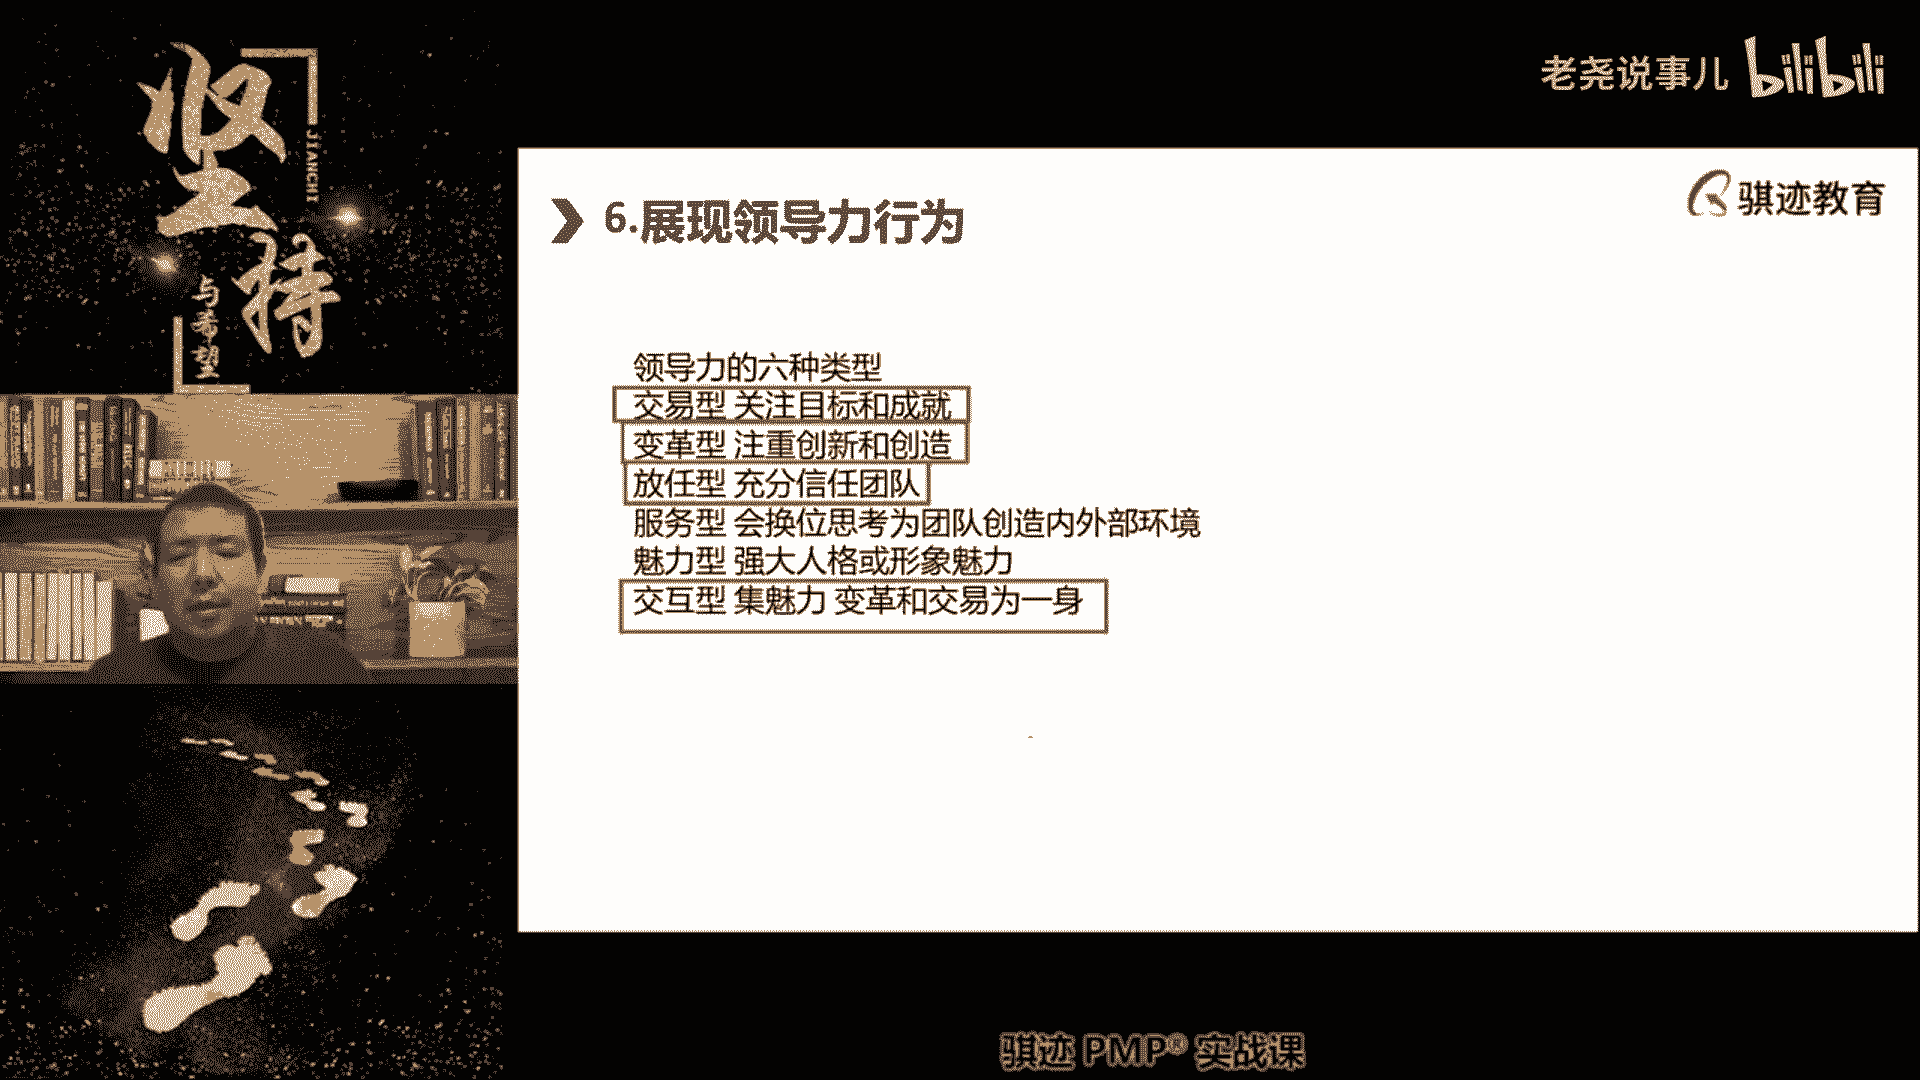 坚持
JIANCHI
与希望
老尧说事儿 bilibili
骐迹教育
6.展现领导力行为
领导力的六种类型
交易型 关注目标和成就
变革型 注重创新和创造
放任型 充分信任团队
服务型 会换位思考为团队创造内外部环境
魅力型 强大人格或形象魅力
交互型 集魅力 变革和交易为一身
骐迹 PMP® 实战课